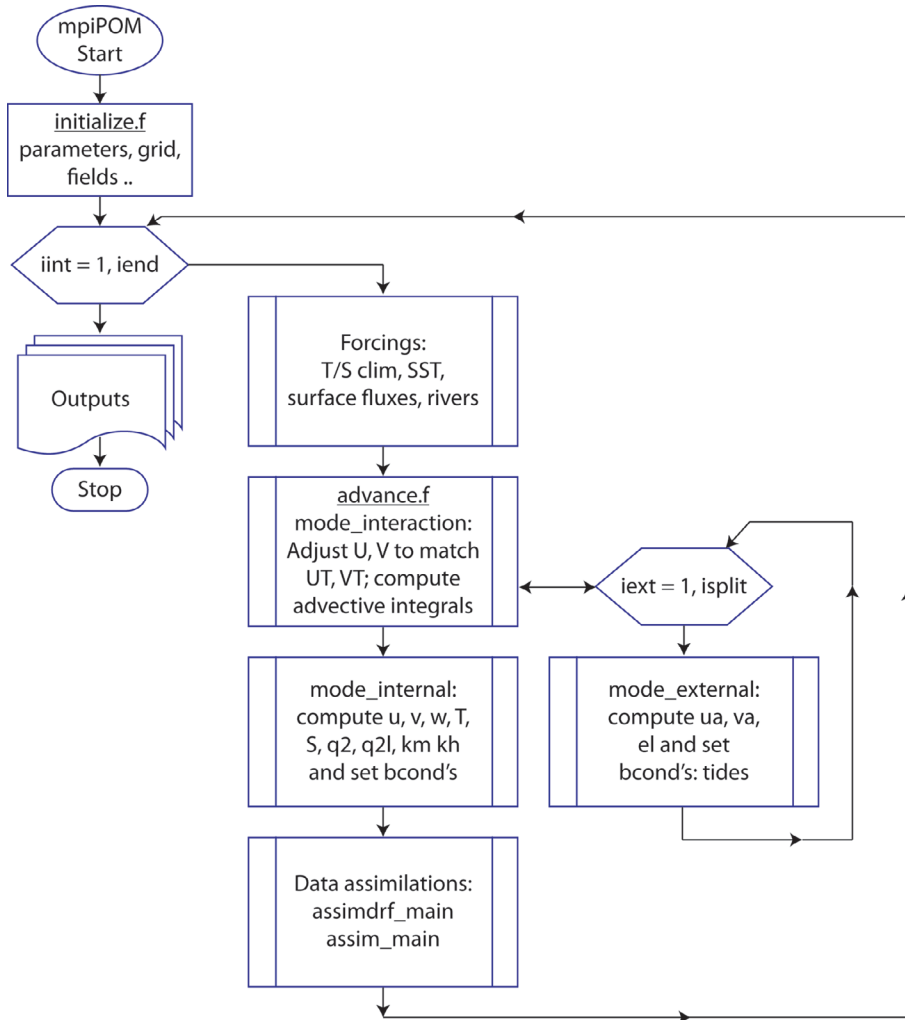 mpiPOM
Start
initialize.f
parameters, grid,
fields ..
iint = 1, iend
Outputs
Stop
Forcings:
T/S clim, SST,
surface fluxes, rivers
advance.f
mode_interaction:
Adjust U, V to match
UT, VT; compute
advective integrals
iext = 1, isplit
mode_internal:
compute u, v, w, T,
S, q2, q2l, km kh
and set bcond’s
mode_external:
compute ua, va,
el and set
bcond’s: tides
Data assimilations:
assimdrf_main
assim_main